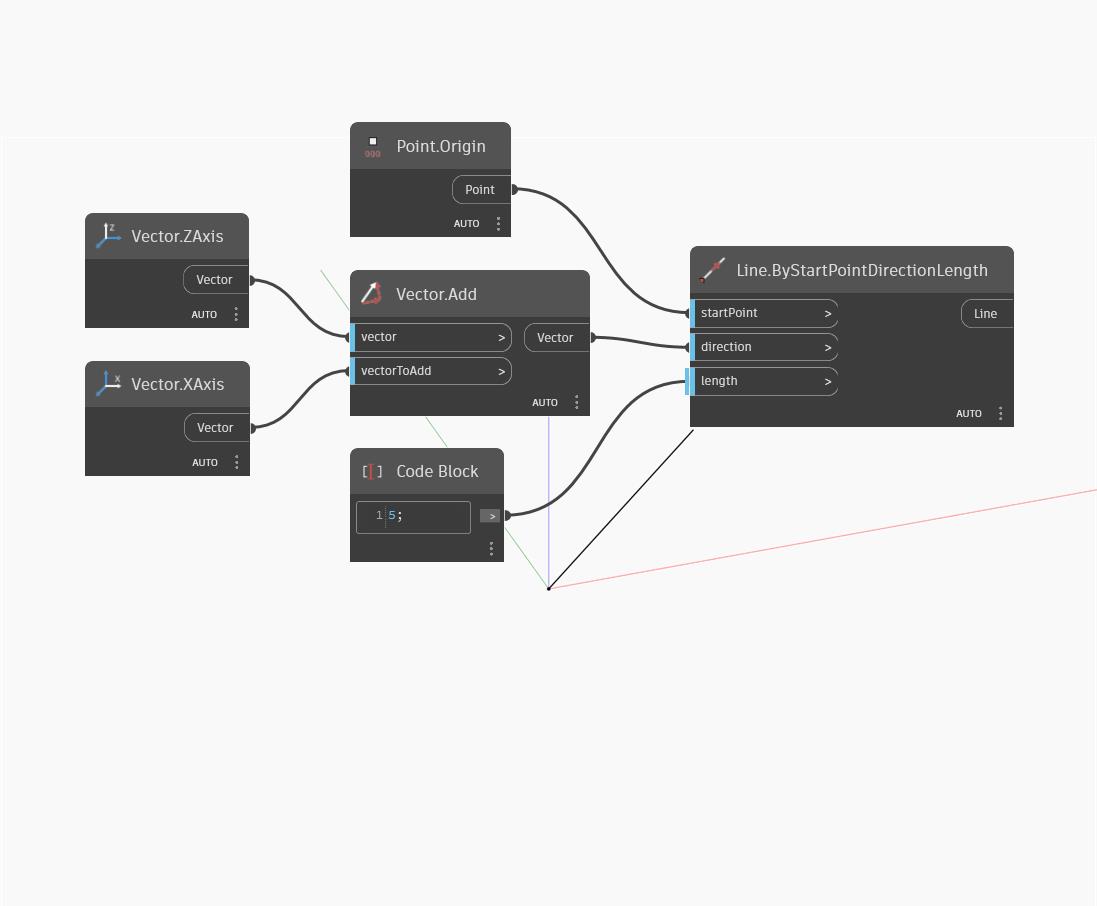 Point.Origin
Point
AUTO
Vector.ZAxis
Vector
AUTO
Vector.XAxis
Vector
AUTO
Vector.Add
vector > Vector
vectorToAdd >
AUTO
Code Block
1 5; >
Line.ByStartPointDirectionLength
startPoint > Line
direction >
length >
AUTO